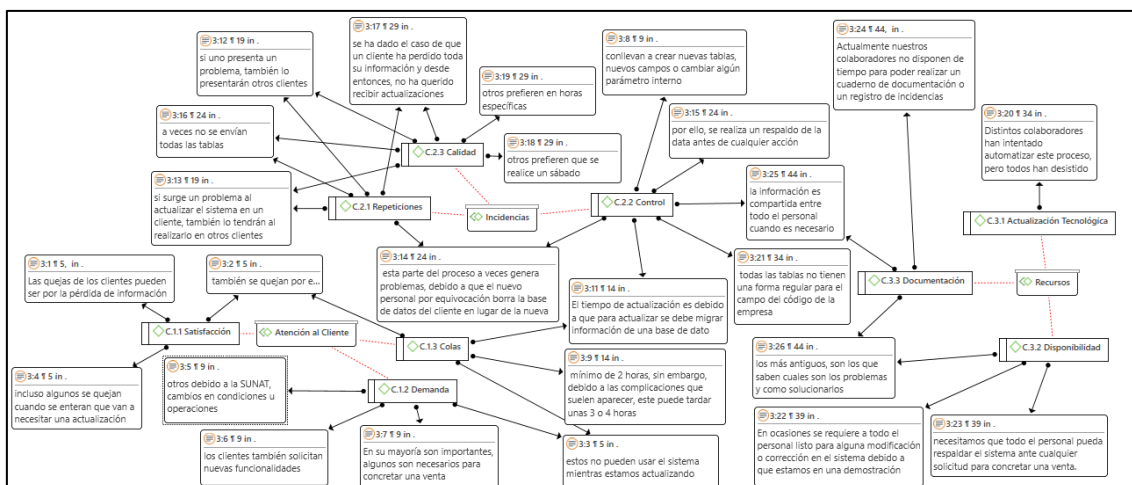 3:12 ¶ 19 in .
si uno presenta un
problema, también lo
presentarán otros clientes
3:17 ¶ 29 in .
se ha dado el caso de que
un cliente ha perdido toda
su información y desde
entonces, no ha querido
recibir actualizaciones
3:19 ¶ 29 in .
otros prefieren en horas
específicas
3:8 ¶ 9 in .
conllevan a crear nuevas tablas,
nuevos campos o cambiar algún
parámetro interno
3:24 ¶ 44, in .
Actualmente nuestros
colaboradores no disponen de
tiempo para poder realizar un
cuaderno de documentación o
un registro de incidencias
3:16 ¶ 24 in .
a veces no se envían
todas las tablas
C.2.3 Calidad
3:18 ¶ 29 in .
otros prefieren que se
realice un sábado
3:15 ¶ 24 in .
por ello, se realiza un respaldo de la
data antes de cualquier acción
3:20 ¶ 34 in .
Distintos colaboradores
han intentado
automatizar este proceso,
pero todos han desistido
3:13 ¶ 19 in .
si surge un problema al
actualizar el sistema en un
cliente, también lo tendrán al
realizarlo en otros clientes
C.2.1 Repeticiones
Incidencias
C.2.2 Control
3:25 ¶ 44 in .
la información es
compartida entre
todo el personal
cuando es necesario
C.3.1 Actualización Tecnológica
3:1 ¶ 5, in .
Las quejas de los clientes pueden
ser por la pérdida de información
3:2 ¶ 5 in .
también se quejan por e...
3:14 ¶ 24 in .
esta parte del proceso a veces genera
problemas, debido a que el nuevo
personal por equivocación borra la base
de datos del cliente en lugar de la nueva
3:11 ¶ 14 in .
El tiempo de actualización es debido
a que para actualizar se debe migrar
información de una base de dato
3:21 ¶ 34 in .
todas las tablas no tienen
una forma regular para el
campo del código de la
empresa
C.3.3 Documentación
Recursos
C.1.1 Satisfacción
Atención al Cliente
C.1.3 Colas
3:26 ¶ 44 in .
los más antiguos, son los que
saben cuales son los problemas
y como solucionarlos
C.3.2 Disponibilidad
3:4 ¶ 5 in .
incluso algunos se quejan
cuando se enteran que van a
necesitar una actualización
3:5 ¶ 9 in .
otros debido a la SUNAT,
cambios en condiciones u
operaciones
C.1.2 Demanda
3:9 ¶ 14 in .
mínimo de 2 horas, sin embargo,
debido a las complicaciones que
suelen aparecer, este puede tardar
unas 3 o 4 horas
3:6 ¶ 9 in .
los clientes también solicitan
nuevas funcionalidades
3:7 ¶ 9 in .
En su mayoría son importantes,
algunos son necesarios para
concretar una venta
3:3 ¶ 5 in .
estos no pueden usar el sistema
mientras estamos actualizando
3:22 ¶ 39 in .
En ocasiones se requiere a todo el
personal listo para alguna modificación
o corrección en el sistema debido a
que estamos en una demostración
3:23 ¶ 39 in .
necesitamos que todo el personal pueda
respaldar el sistema ante cualquier
solicitud para concretar una venta.